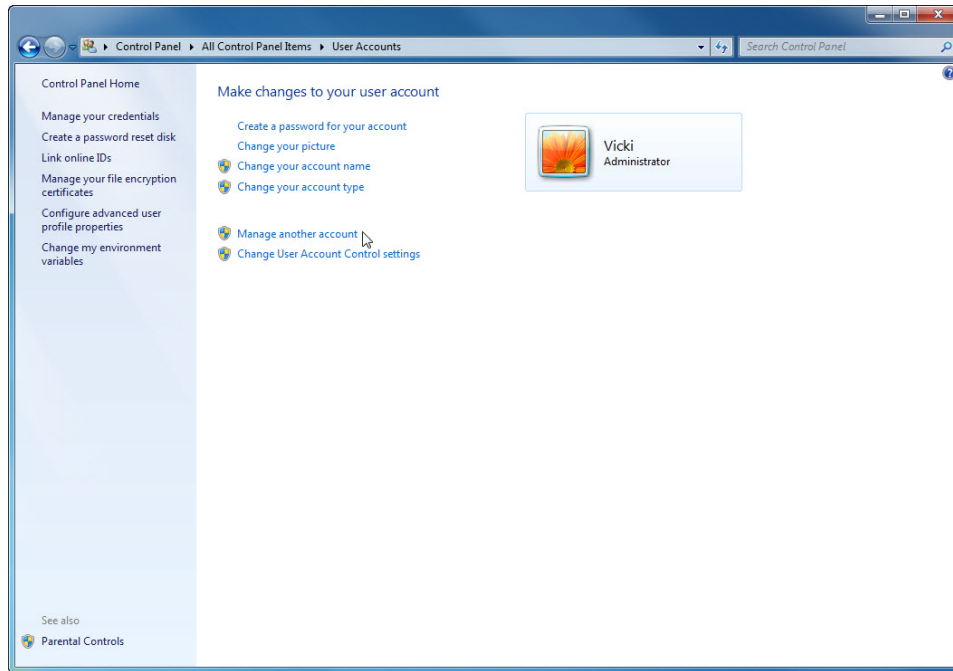 Control Panel All Control Panel Items User Accounts
Search Control Panel
Control Panel Home
Manage your credentials
Create a password reset disk
Link online IDs
Manage your file encryption
certificates
Configure advanced user
profile properties
Change my environment
variables
See also
Parental Controls
Make changes to your user account
Create a password for your account
Change your picture
Change your account name
Change your account type
Manage another account
Change User Account Control settings
Vicki
Administrator